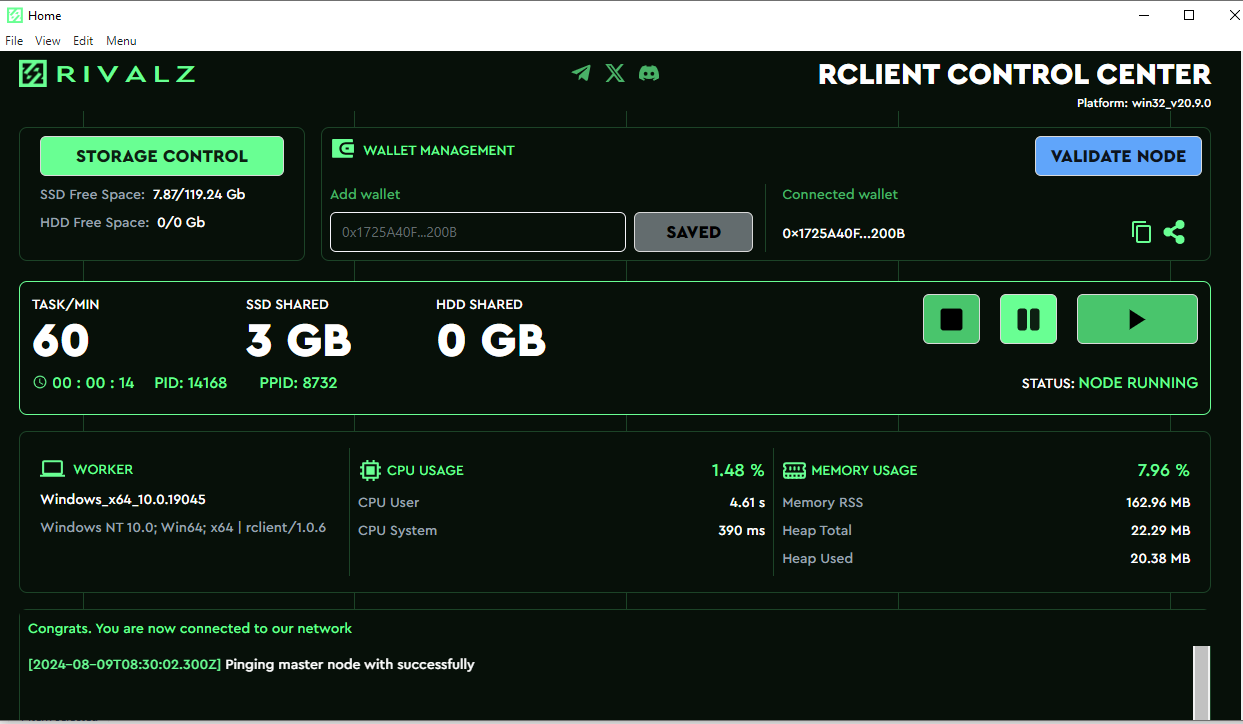 Home
File View Edit Menu
RIVALZ
RCLIENT CONTROL CENTER
Platform: win32_v20.9.0
STORAGE CONTROL
SSD Free Space: 7.87/119.24 Gb
HDD Free Space: 0/0 Gb
WALLET MANAGEMENT
VALIDATE NODE
Add wallet
0x1725A40F...200B
SAVED
Connected wallet
0x1725A40F...200B
TASK/MIN
60
SSD SHARED
3 GB
HDD SHARED
0 GB
00 : 00 : 14 PID: 14168 PPID: 8732
STATUS: NODE RUNNING
WORKER
Windows_x64_10.0.19045
Windows NT 10.0; Win64; x64 | rclient/1.0.6
CPU USAGE 1.48 %
CPU User 4.61 s
CPU System 390 ms
MEMORY USAGE 7.96 %
Memory RSS 162.96 MB
Heap Total 22.29 MB
Heap Used 20.38 MB
Congrats. You are now connected to our network
[2024-08-09T08:30:02.300Z] Pinging master node with successfully